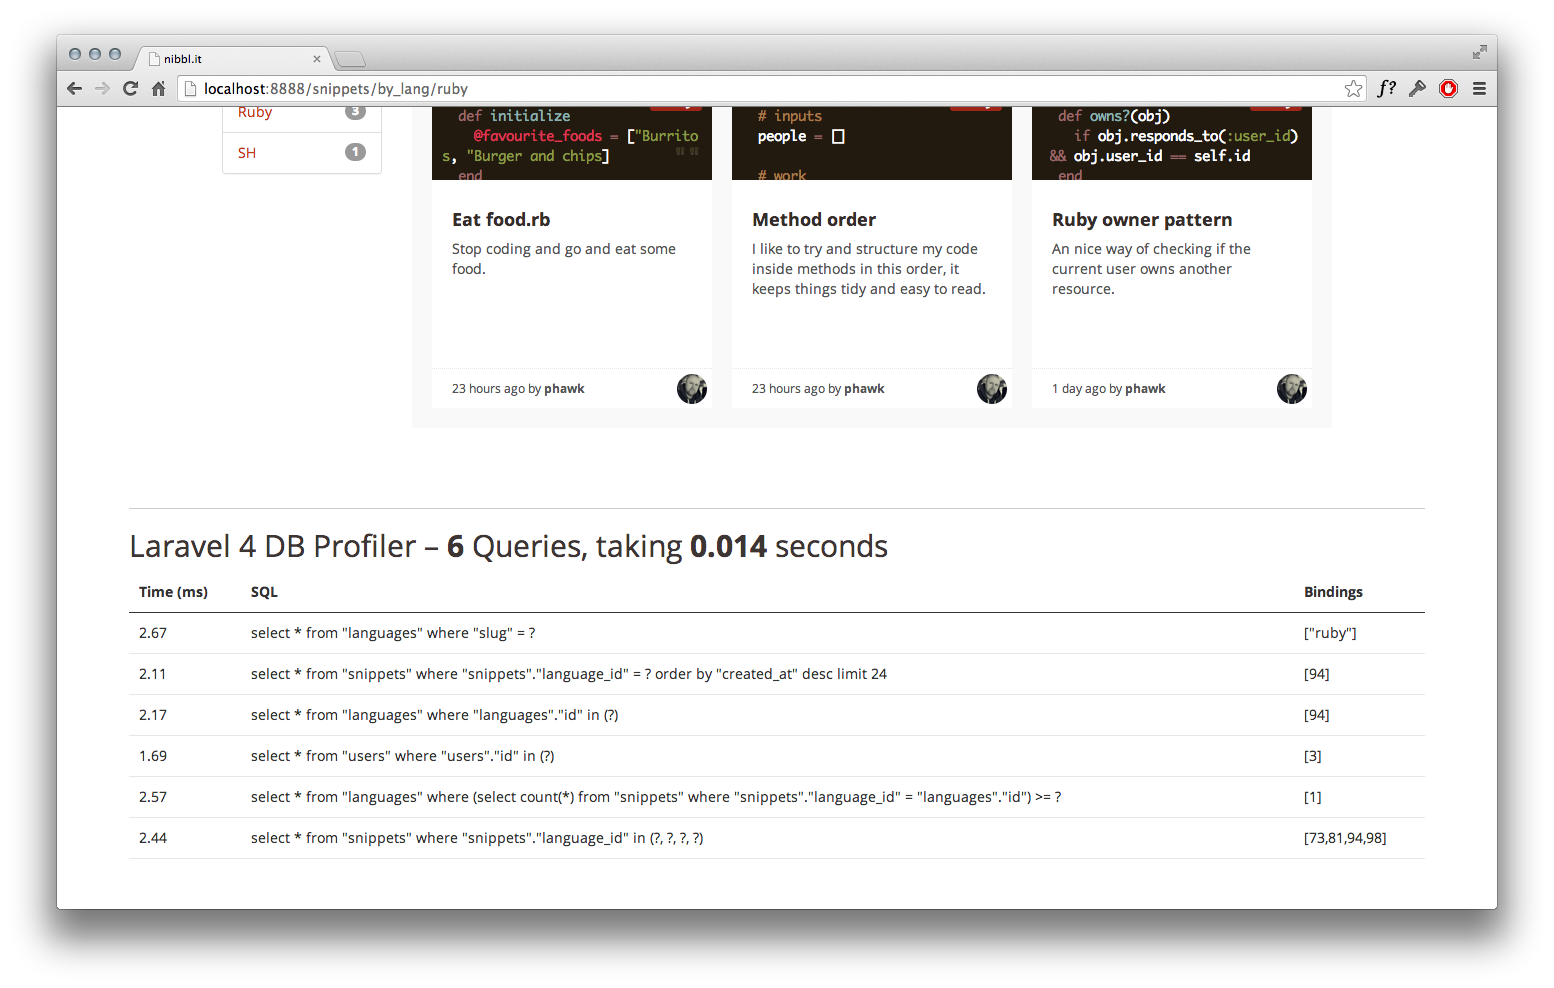 nibbl.it
localhost:8888/snippets/by_lang/ruby
f?
Ruby 3
SH 1
def initialize
@favourite_foods = ["Burrito
s, "Burger and chips]
""
end
# inputs
people = []
# work
def owns?(obj)
if obj.responds_to(:user_id)
&& obj.user_id == self.id
end
Eat food.rb
Stop coding and go and eat some
food.
23 hours ago by phawk
Method order
I like to try and structure my code
inside methods in this order, it
keeps things tidy and easy to read.
23 hours ago by phawk
Ruby owner pattern
An nice way of checking if the
current user owns another
resource.
1 day ago by phawk
Laravel 4 DB Profiler – 6 Queries, taking 0.014 seconds
Time (ms) SQL Bindings
2.67 select * from "languages" where "slug" = ? ["ruby"]
2.11 select * from "snippets" where "snippets"."language_id" = ? order by "created_at" desc limit 24 [94]
2.17 select * from "languages" where "languages"."id" in (?) [94]
1.69 select * from "users" where "users"."id" in (?) [3]
2.57 select * from "languages" where (select count(*) from "snippets" where "snippets"."language_id" = "languages"."id") >= ? [1]
2.44 select * from "snippets" where "snippets"."language_id" in (?, ?, ?, ?) [73,81,94,98]